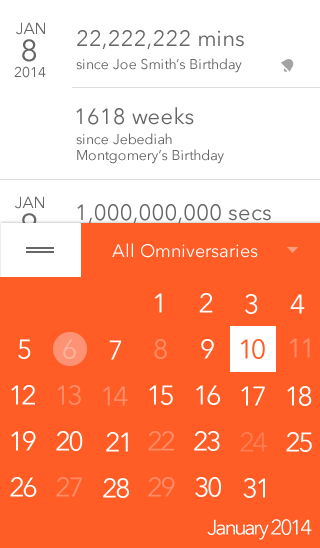 JAN
8
2014
22,222,222 mins
since Joe Smith's Birthday
1618 weeks
since Jebediah
Montgomery's Birthday
JAN
1,000,000,000 secs
All Omniversaries
1 2 3 4
5 6 7 8 9 10 11
12 13 14 15 16 17 18
19 20 21 22 23 24 25
26 27 28 29 30 31
January 2014